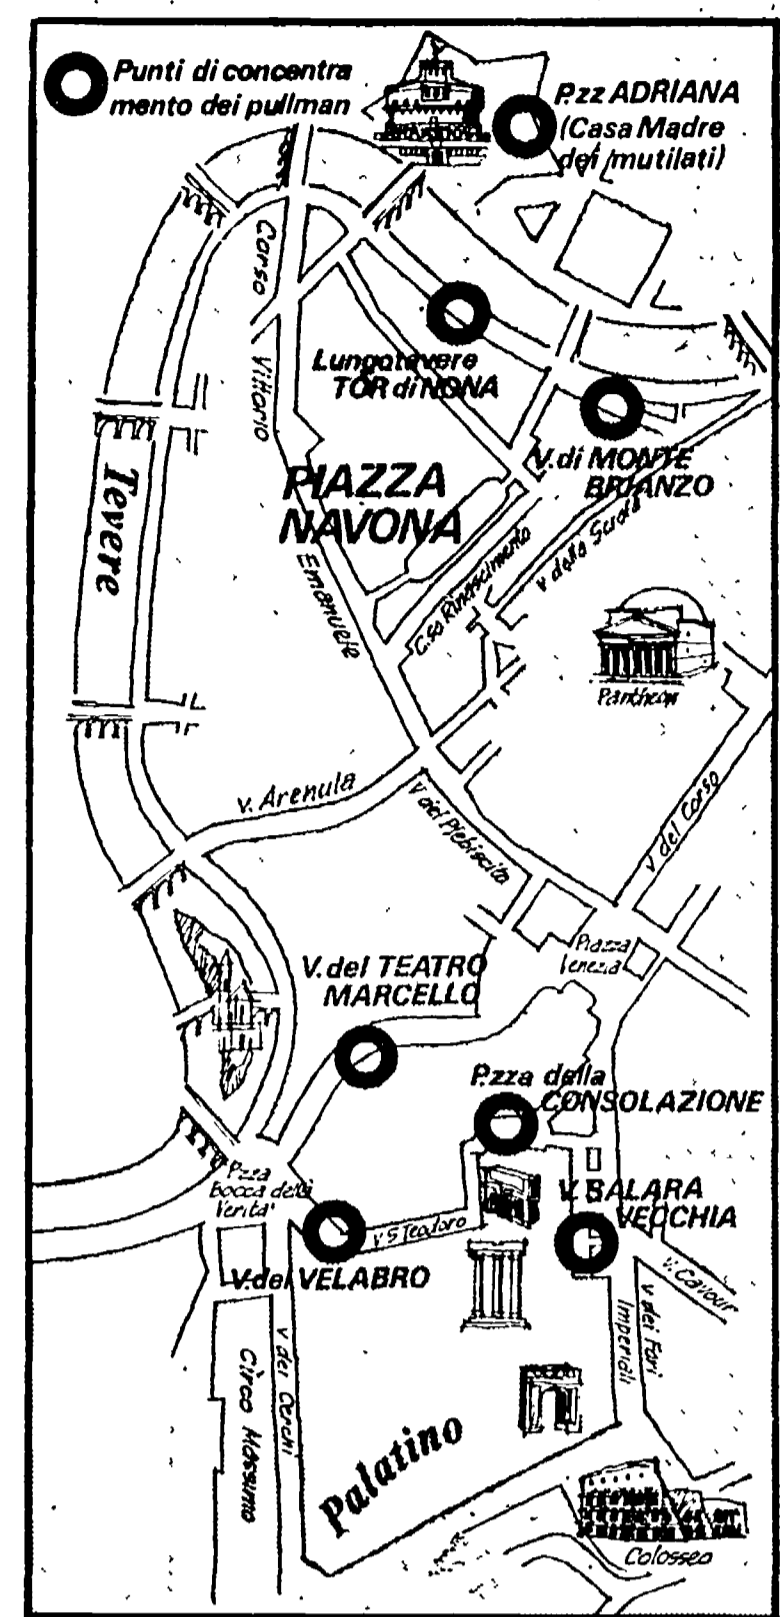 Punti di concentra
mento dei pullman
P.zz ADRIANA
(Casa Madre
dei mutilati)
Corso
Vittorio
Lungotevere
TOR di NONA
V. di MONTE
BRIANZO
PIAZZA
NAVONA
Tevere
Emanuele
C.so Rinascimento
V della Scrofa
Pantheon
V. Arenula
V del Plebiscito
V del Corso
Piazza
Venezia
V. del TEATRO
MARCELLO
P.zza della
CONSOLAZIONE
P.zza
Bocca della
Verita'
V. SALARA
VECCHIA
V S Teodoro
V. del VELABRO
V. Cavour
V dei Fori
Imperiali
V dei Cerchi
Circo Massimo
Palatino
Colosseo